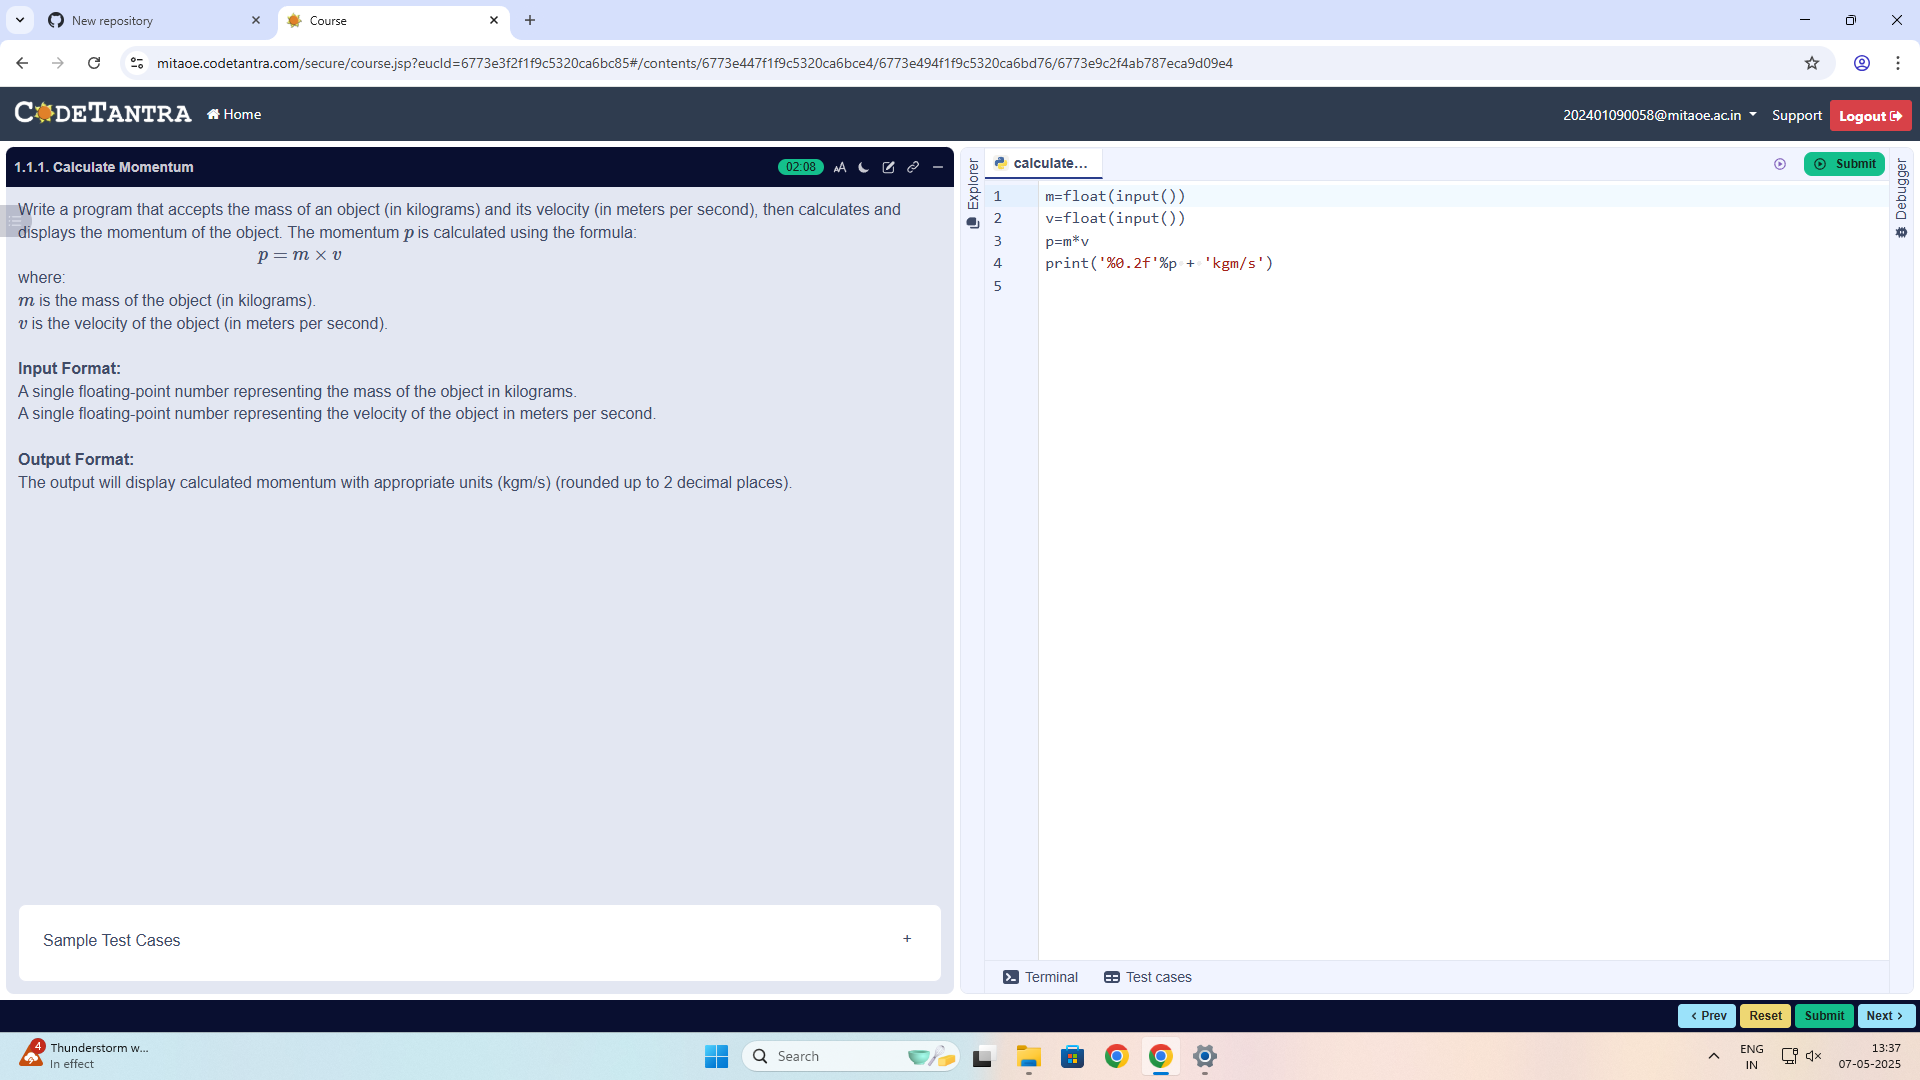 New repository
Course
mitaoe.codetantra.com/secure/course.jsp?eucId=6773e3f2f1f9c5320ca6bc85#/contents/6773e447f1f9c5320ca6bce4/6773e494f1f9c5320ca6bd76/6773e9c2f4ab787eca9d09e4
CODETANTRA
Home
202401090058@mitaoe.ac.in
Support
Logout
1.1.1. Calculate Momentum
02:08
AA
Write a program that accepts the mass of an object (in kilograms) and its velocity (in meters per second), then calculates and
displays the momentum of the object. The momentum p is calculated using the formula:
p = m × v
where:
m is the mass of the object (in kilograms).
v is the velocity of the object (in meters per second).
Input Format:
A single floating-point number representing the mass of the object in kilograms.
A single floating-point number representing the velocity of the object in meters per second.
Output Format:
The output will display calculated momentum with appropriate units (kgm/s) (rounded up to 2 decimal places).
Sample Test Cases
+
Explorer
calculate...
Submit
Debugger
1 m=float(input())
2 v=float(input())
3 p=m*v
4 print('%0.2f'%p + 'kgm/s')
5
Terminal
Test cases
< Prev
Reset
Submit
Next >
4
Thunderstorm w...
In effect
Search
ENG
IN
13:37
07-05-2025